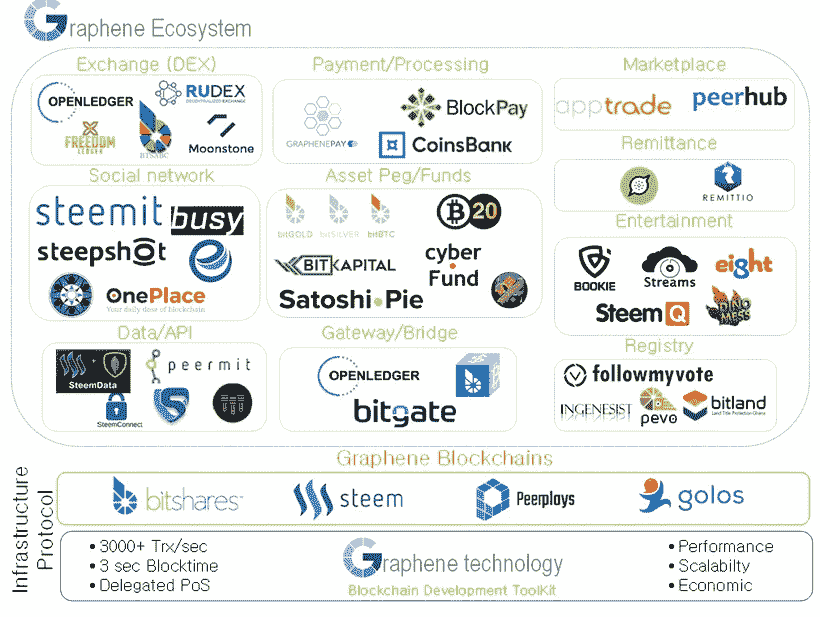 Graphene Ecosystem
Exchange (DEX)
OPENLEDGER
RUDEX
DECENTRALIZED EXCHANGE
FREEDOM
LEDGER
BTSABC
Moonstone
Payment/Processing
GRAPHENEPAY
BlockPay
CoinsBank
Marketplace
apptrade
peerhub
Remittance
REMITTIO
Social network
steemit
busy
steepshot
OnePlace
Your daily dose of blockchain
Asset Peg/Funds
bitGOLD
bitSILVER
bitBTC
B20
BITKAPITAL
cyber
Fund
Satoshi Pie
Entertainment
BOOKIE
Streams
eight
SteemQ
DINO
MESS
Data/API
SteemData
peermit
SteemConnect
Gateway/Bridge
OPENLEDGER
bitgate
Registry
followmyvote
INGENESIST
pevo
bitland
Land Title Protection Ghana
Graphene Blockchains
bitshares
steem
Peerplays
golos
Infrastructure
Protocol
• 3000+ Trx/sec
• 3 sec Blocktime
• Delegated PoS
Graphene technology
Blockchain Development ToolKit
• Performance
• Scalabilty
• Economic